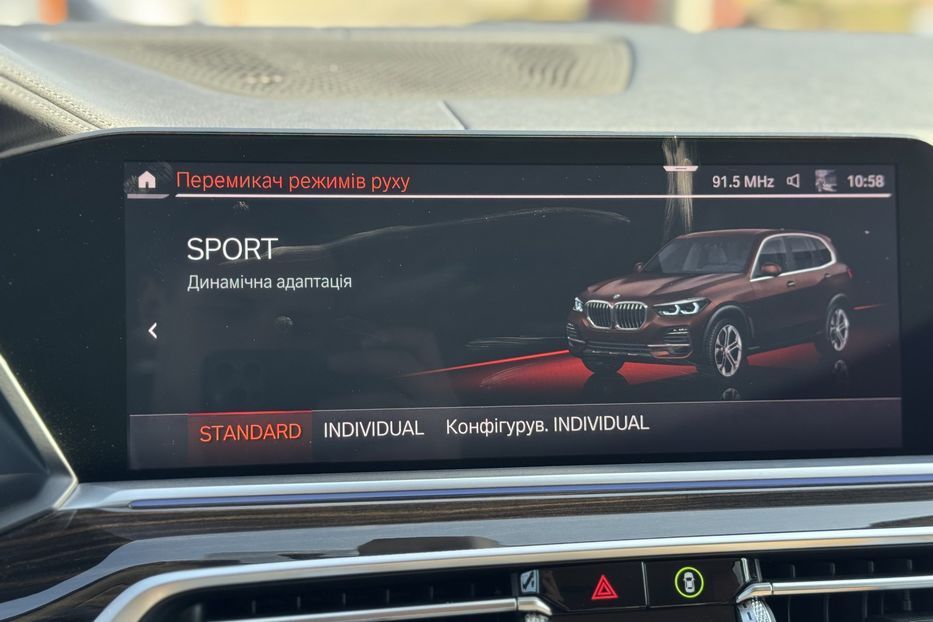 Перемикач режимів руху 91.5 MHz 10:58
SPORT
Динамічна адаптація
STANDARD INDIVIDUAL Конфігурув. INDIVIDUAL